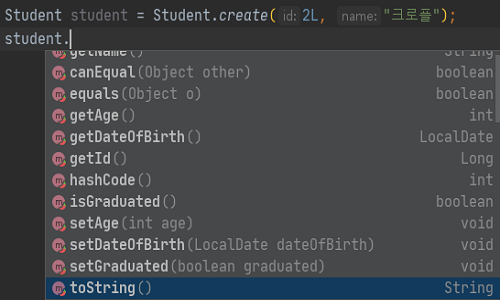 Student student = Student.create( id: 2L, name: "크로플");
student.
getName() String
canEqual(Object other) boolean
equals(Object o) boolean
getAge() int
getDateOfBirth() LocalDate
getId() Long
hashCode() int
isGraduated() boolean
setAge(int age) void
setDateOfBirth(LocalDate dateOfBirth) void
setGraduated(boolean graduated) void
toString() String